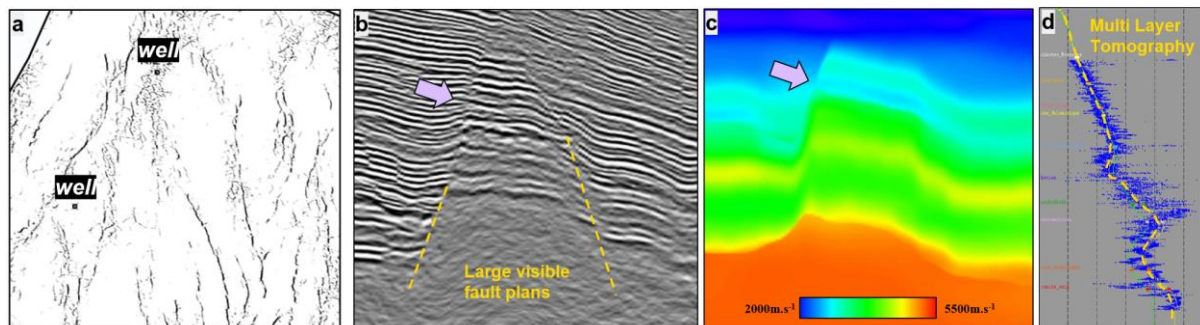 a
well
well
b
Large visible
fault plans
c
2000m.s⁻¹
5500m.s⁻¹
d
Multi Layer
Tomography